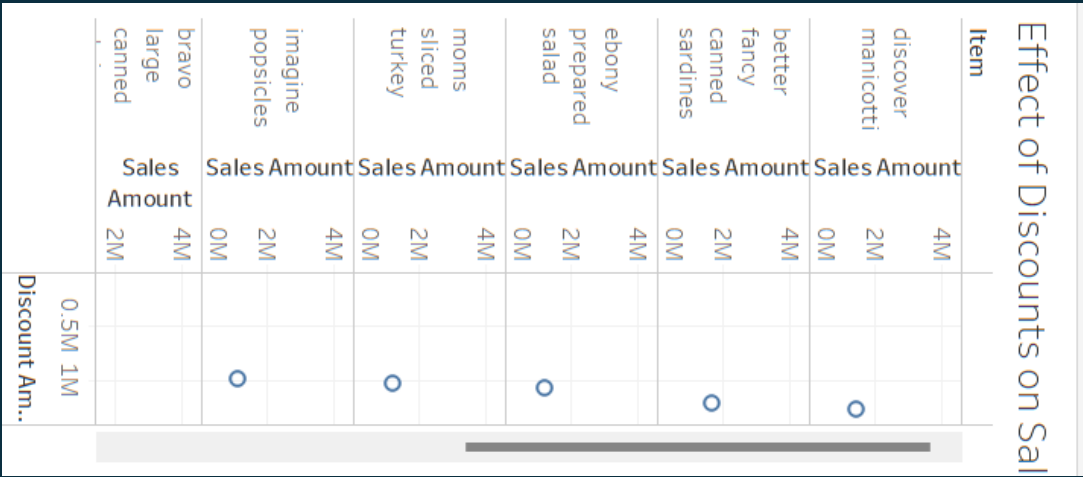 Effect of Discounts on Sal
Item
discover
manicotti
Sales Amount
4M
2M
0M
better
fancy
canned
sardines
Sales Amount
4M
2M
0M
ebony
prepared
salad
Sales Amount
4M
2M
0M
moms
sliced
turkey
Sales Amount
4M
2M
0M
imagine
popsicles
Sales Amount
4M
2M
0M
bravo
large
canned
Sales
Amount
4M
2M
0.5M 1M
Discount Am..